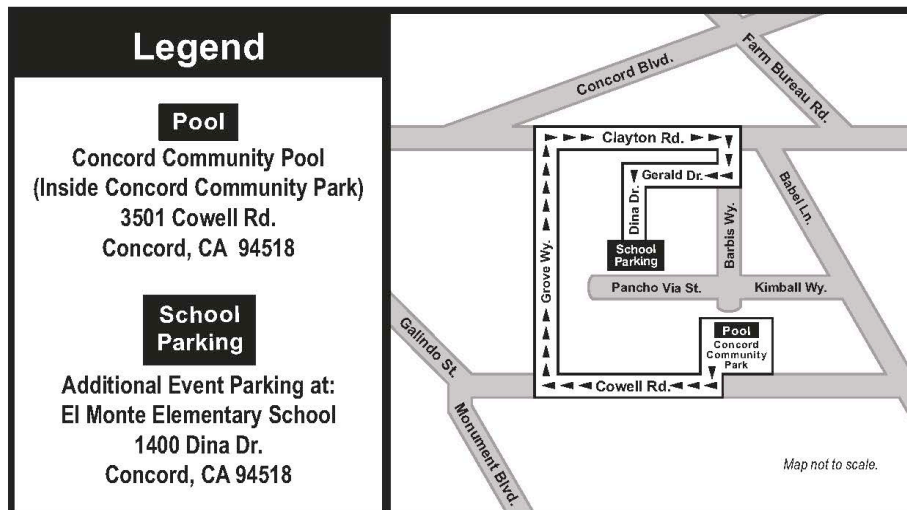 Legend
Pool
Concord Community Pool
(Inside Concord Community Park)
3501 Cowell Rd.
Concord, CA 94518
School
Parking
Additional Event Parking at:
El Monte Elementary School
1400 Dina Dr.
Concord, CA 94518
Concord Blvd.
Farm Bureau Rd.
Clayton Rd.
Gerald Dr.
Dina Dr.
Babel Ln.
Barbis Wy.
Grove Wy.
School
Parking
Pancho Via St.
Kimball Wy.
Galindo St.
Pool
Concord
Community
Park
Cowell Rd.
Monument Blvd.
Map not to scale.